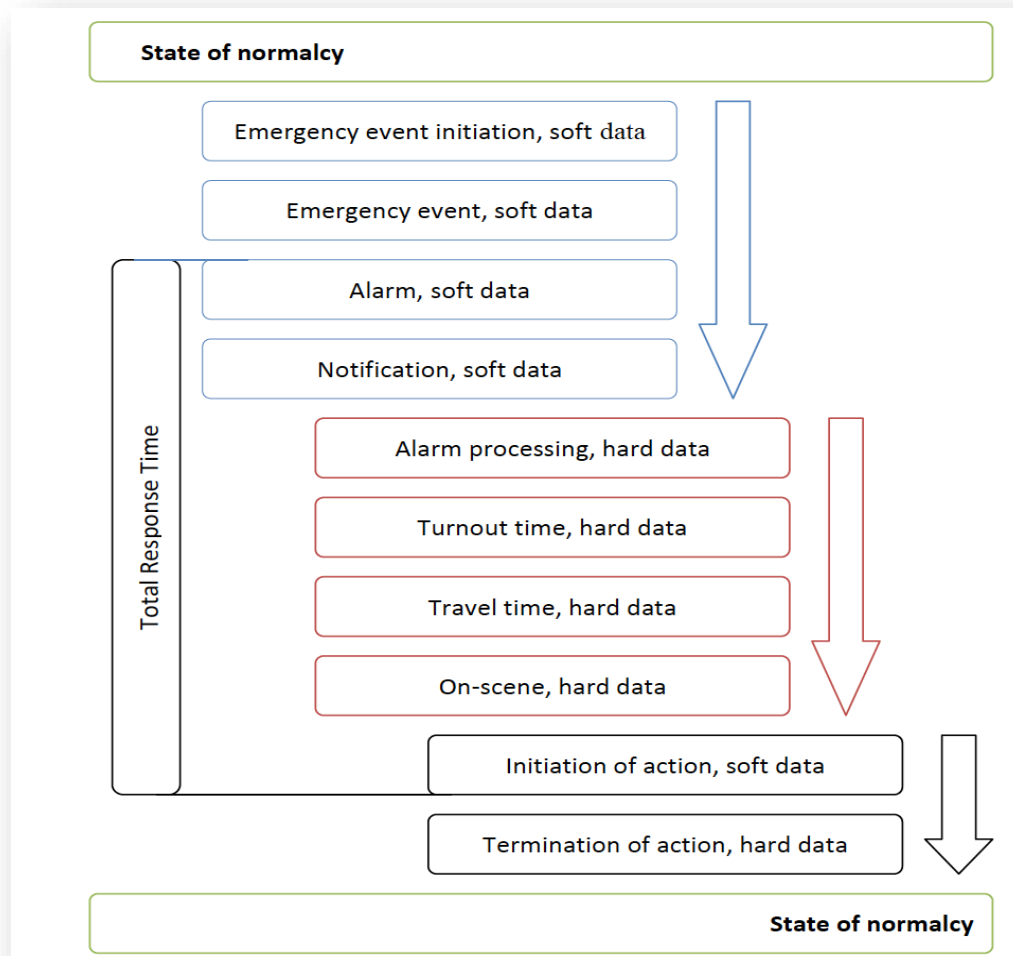 State of normalcy
Emergency event initiation, soft data
Emergency event, soft data
Alarm, soft data
Notification, soft data
Total Response Time
Alarm processing, hard data
Turnout time, hard data
Travel time, hard data
On-scene, hard data
Initiation of action, soft data
Termination of action, hard data
State of normalcy